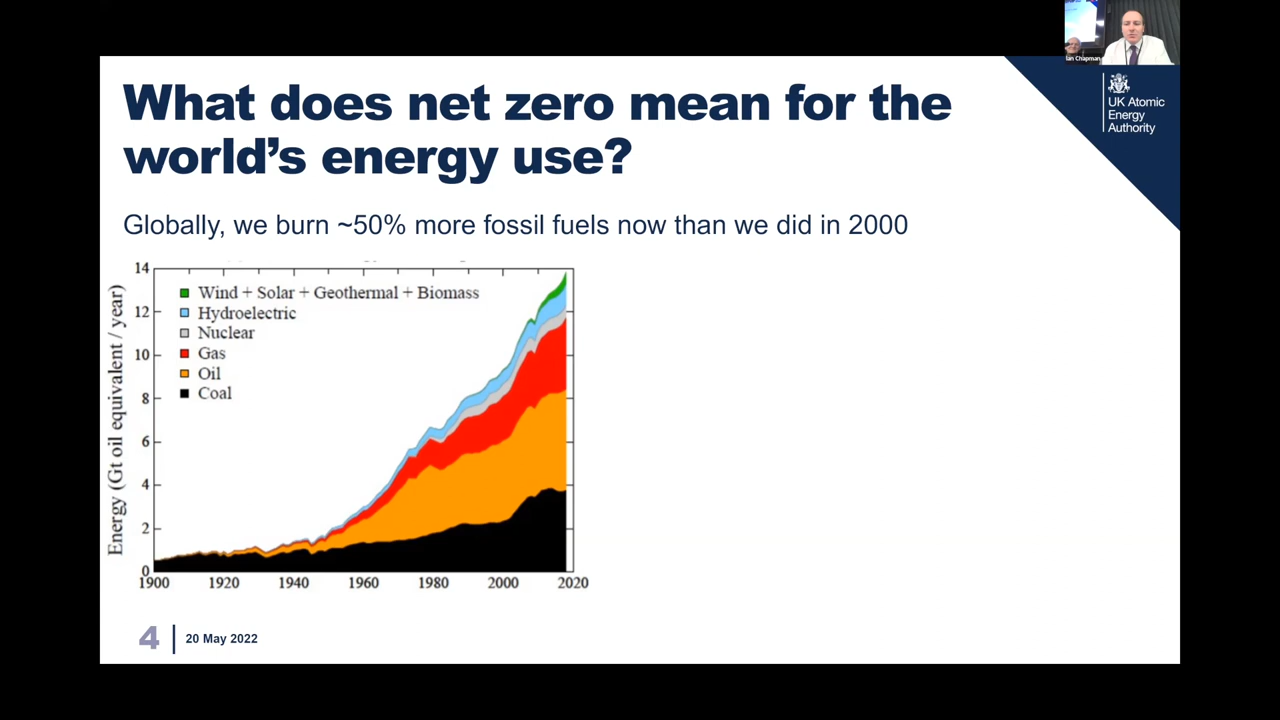 Ian Chapman
UK Atomic
Energy
Authority
What does net zero mean for the
world's energy use?
Globally, we burn ~50% more fossil fuels now than we did in 2000
Energy (Gt oil equivalent / year)
14
12
10
8
6
4
2
0
Wind + Solar + Geothermal + Biomass
Hydroelectric
Nuclear
Gas
Oil
Coal
1900 1920 1940 1960 1980 2000 2020
4
20 May 2022